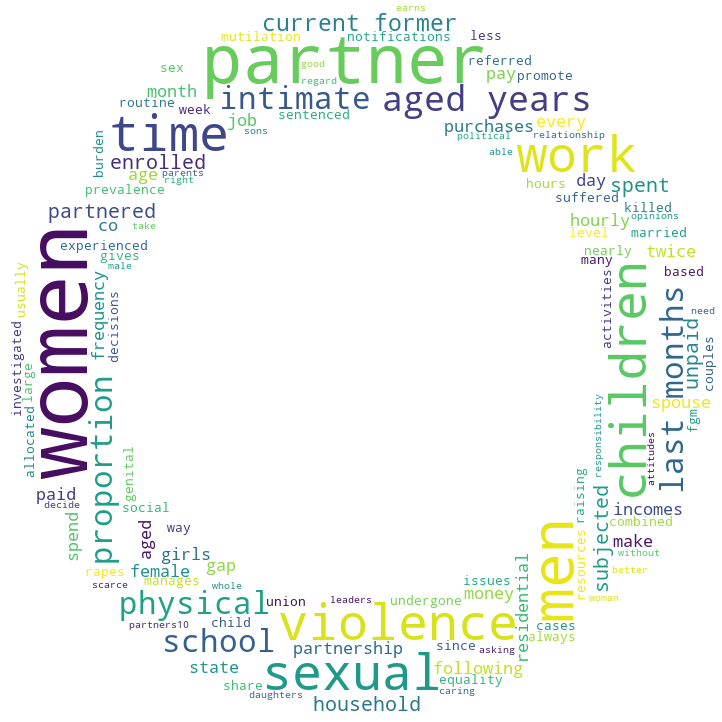 earns
current former
mutilation
notifications
less
partner
good
regard
referred
promote
pay
sex
month
routine
week
intimate
aged years
sentenced
job
sons
time
purchases
every
political
relationship
work
able
burden
enrolled
age
parents
right
prevalence
hours
day
spent
suffered
killed
opinions
partnered
co
take
hourly
level
married
experienced
gives
male
nearly
twice
many
based
usually
women
frequency
decisions
activities
children
last months
need
unpaid
couples
investigated
large
allocated
proportion
responsibility
attitudes
spouse
fgm
genital
paid
decide
social
spend
aged
way
girls
gap
female
rapes
manages
scarce
whole
raising
incomes
combined
subjected
make
without
men
resources
better
woman
issues
money
residential
physical
union
leaders
undergone
partners10
child
violence
cases
always
school
partnership
since
asking
state
sexual
following
equality
share
daughters
caring
household